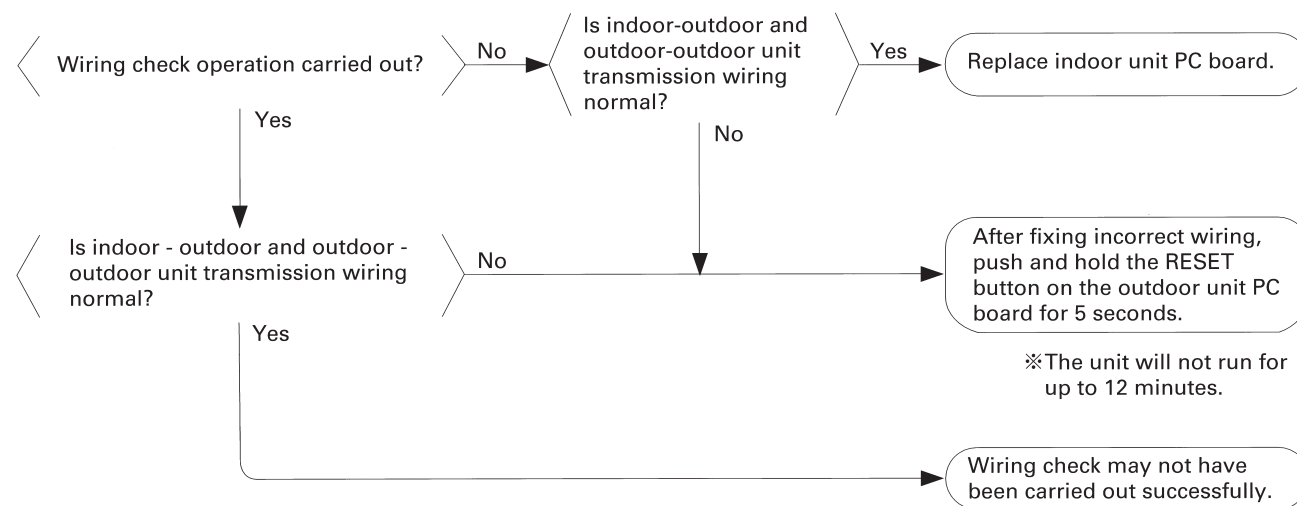 Wiring check operation carried out?
No
Is indoor-outdoor and
outdoor-outdoor unit
transmission wiring
normal?
Yes
Replace indoor unit PC board.
Yes
No
Is indoor - outdoor and outdoor -
outdoor unit transmission wiring
normal?
No
After fixing incorrect wiring,
push and hold the RESET
button on the outdoor unit PC
board for 5 seconds.
Yes
※The unit will not run for
up to 12 minutes.
Wiring check may not have
been carried out successfully.